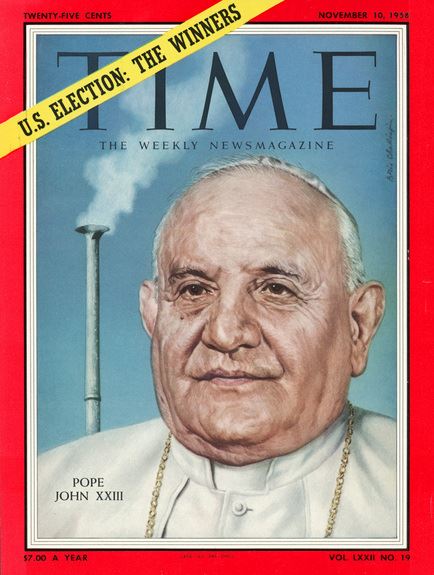 TWENTY-FIVE CENTS
NOVEMBER 10, 1958
U.S. ELECTION: THE WINNERS
TIME
THE WEEKLY NEWSMAGAZINE
POPE
JOHN XXIII
$7.00 A YEAR
VOL. LXXII NO. 19